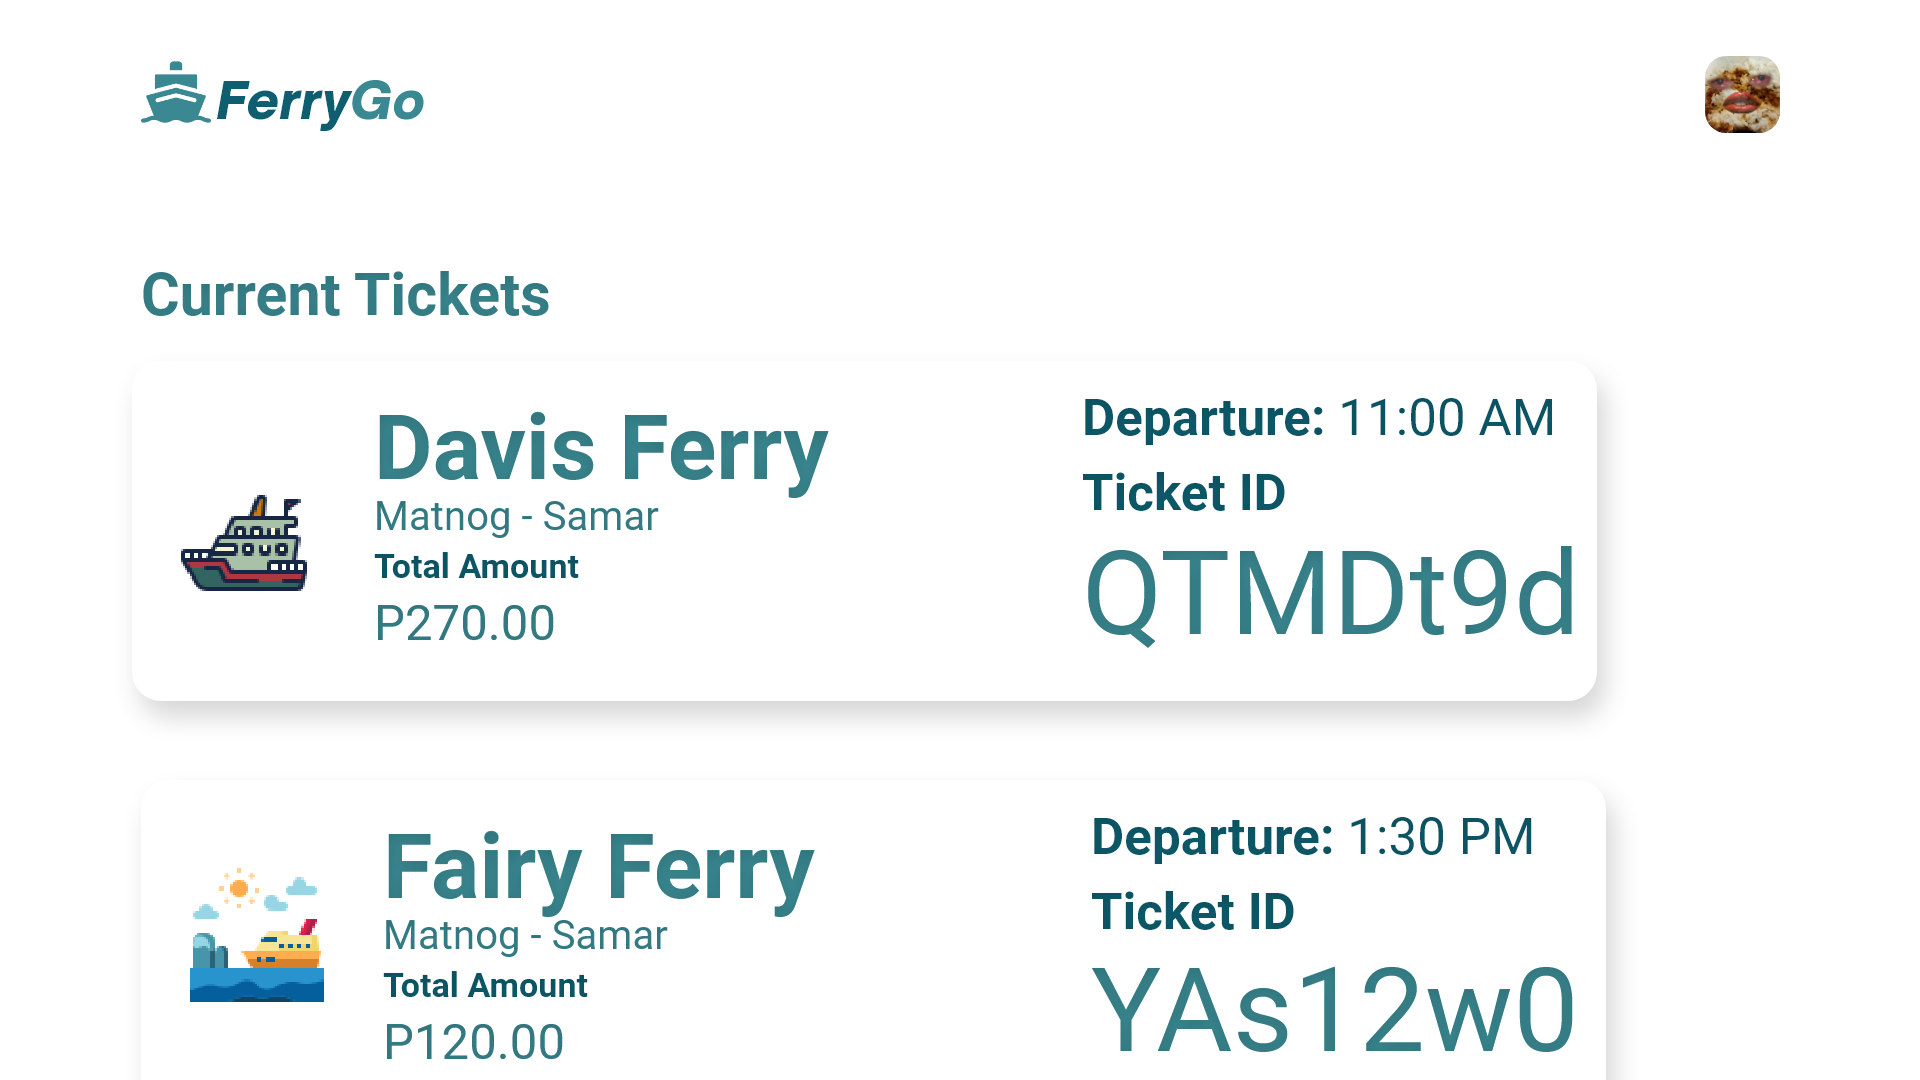 FerryGo
Current Tickets
Davis Ferry
Matnog - Samar
Total Amount
P270.00
Departure: 11:00 AM
Ticket ID
QTMDt9d
Fairy Ferry
Matnog - Samar
Total Amount
P120.00
Departure: 1:30 PM
Ticket ID
YAs12w0